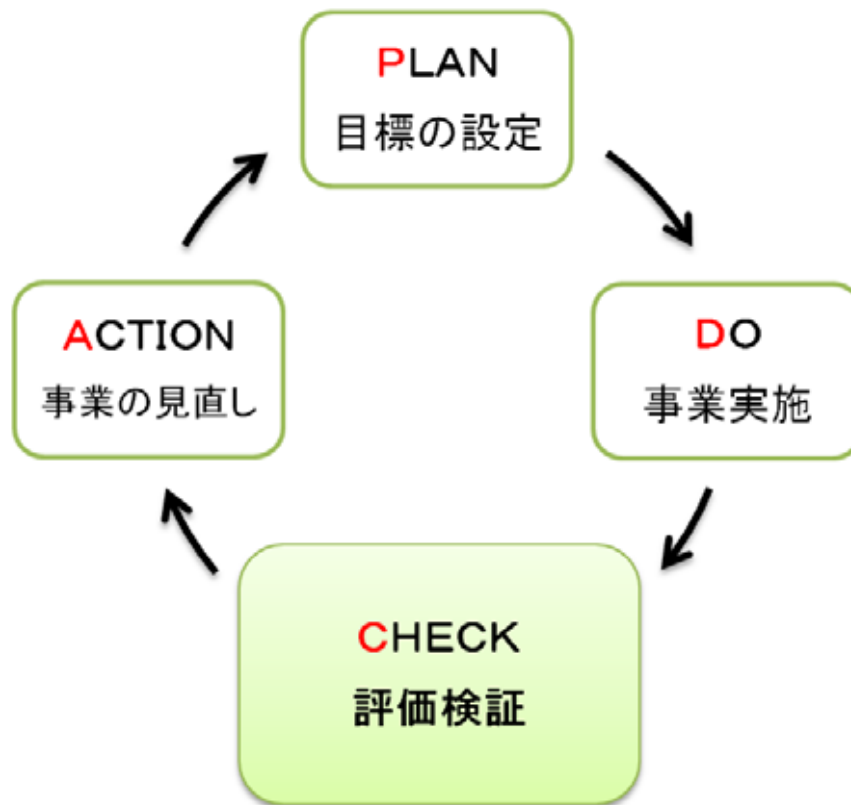 PLAN
目標の設定
ACTION
事業の見直し
DO
事業実施
CHECK
評価検証